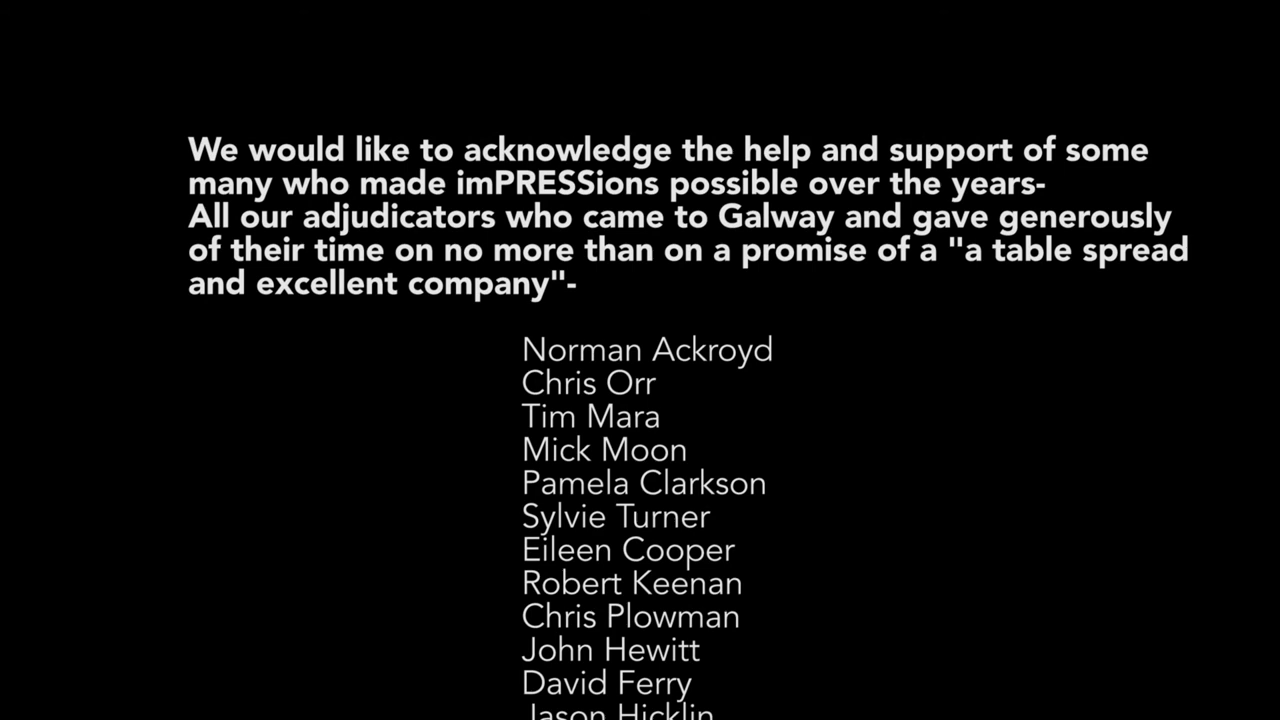 We would like to acknowledge the help and support of some
many who made imPRESSions possible over the years-
All our adjudicators who came to Galway and gave generously
of their time on no more than on a promise of a "a table spread
and excellent company"-
Norman Ackroyd
Chris Orr
Tim Mara
Mick Moon
Pamela Clarkson
Sylvie Turner
Eileen Cooper
Robert Keenan
Chris Plowman
John Hewitt
David Ferry
Jason Hicklin